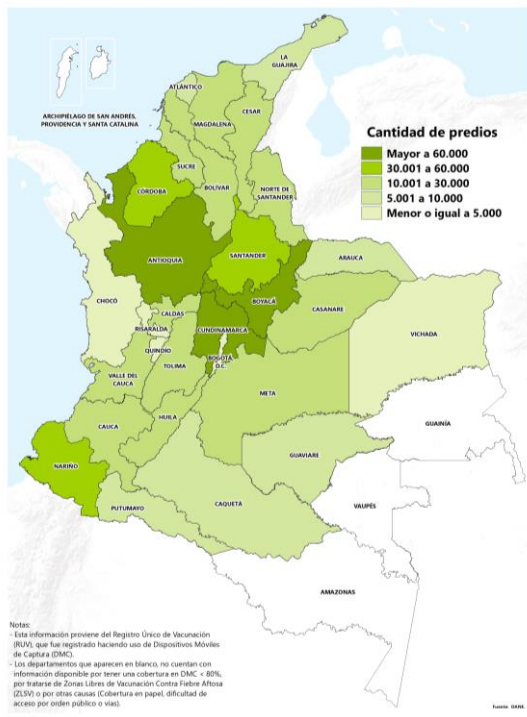 LA
GUAJIRA
ATLÁNTICO
ARCHIPIÉLAGO DE SAN ANDRÉS,
PROVIDENCIA Y SANTA CATALINA
MAGDALENA
CESAR
Cantidad de predios
Mayor a 60.000
30.001 a 60.000
10.001 a 30.000
5.001 a 10.000
Menor o igual a 5.000
SUCRE
CÓRDOBA
BOLÍVAR
NORTE DE
SANTANDER
ANTIOQUIA
SANTANDER
ARAUCA
CHOCÓ
BOYACÁ
CASANARE
CALDAS
RISARALDA
CUNDINAMARCA
VICHADA
QUINDIO
BOGOTÁ
D.C.
TOLIMA
VALLE DEL
CAUCA
META
GUAINÍA
HUILA
CAUCA
GUAVIARE
NARIÑO
CAQUETÁ
VAUPÉS
PUTUMAYO
AMAZONAS
Notas:
- Esta información proviene del Registro Único de Vacunación
(RUV), que fue registrado haciendo uso de Dispositivos Móviles
de Captura (DMC).
- Los departamentos que aparecen en blanco, no cuentan con
información disponible por tener una cobertura en DMC < 80%,
por tratarse de Zonas Libres de Vacunación Contra Fiebre Aftosa
(ZLSV) o por otras causas (Cobertura en papel, dificultad de
acceso por orden público o vías).
Fuente: DANE.